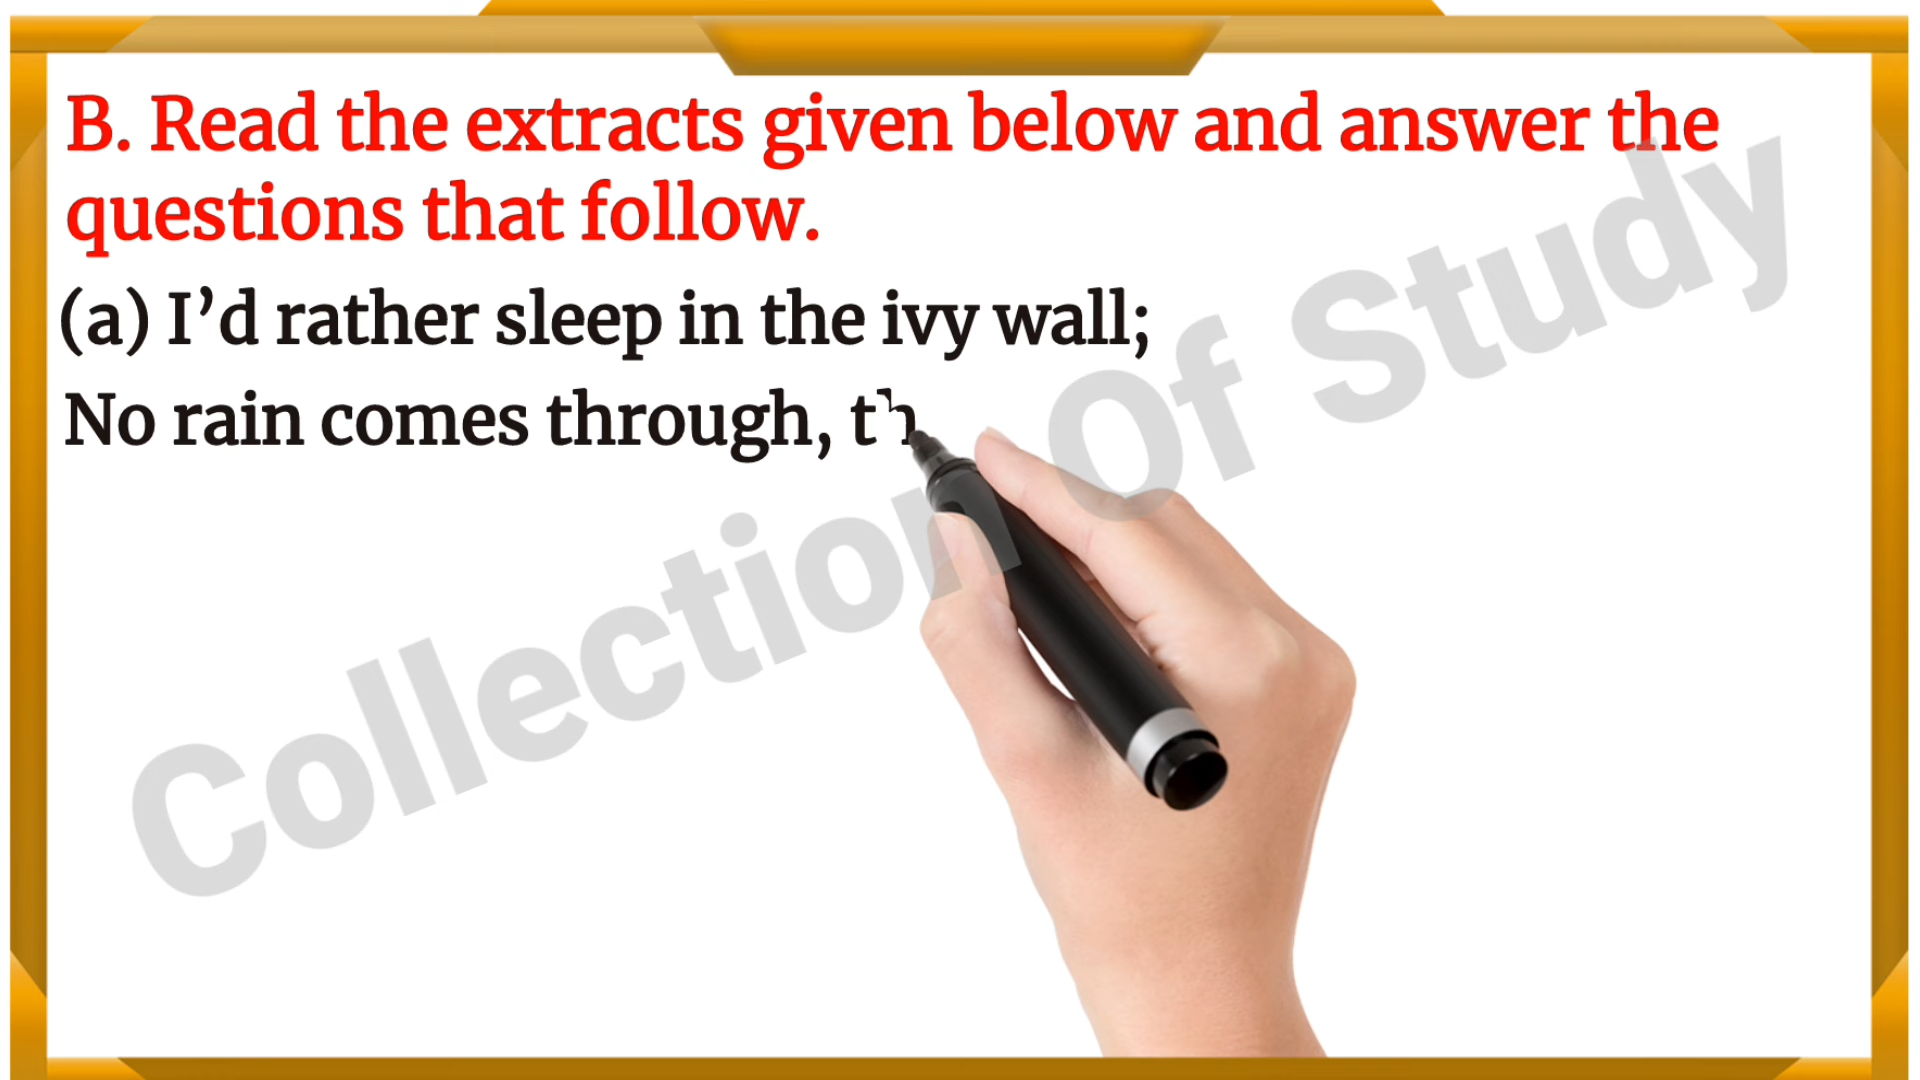 B. Read the extracts given below and answer the
questions that follow.
(a) I’d rather sleep in the ivy wall;
No rain comes through, th
Collection Of Study